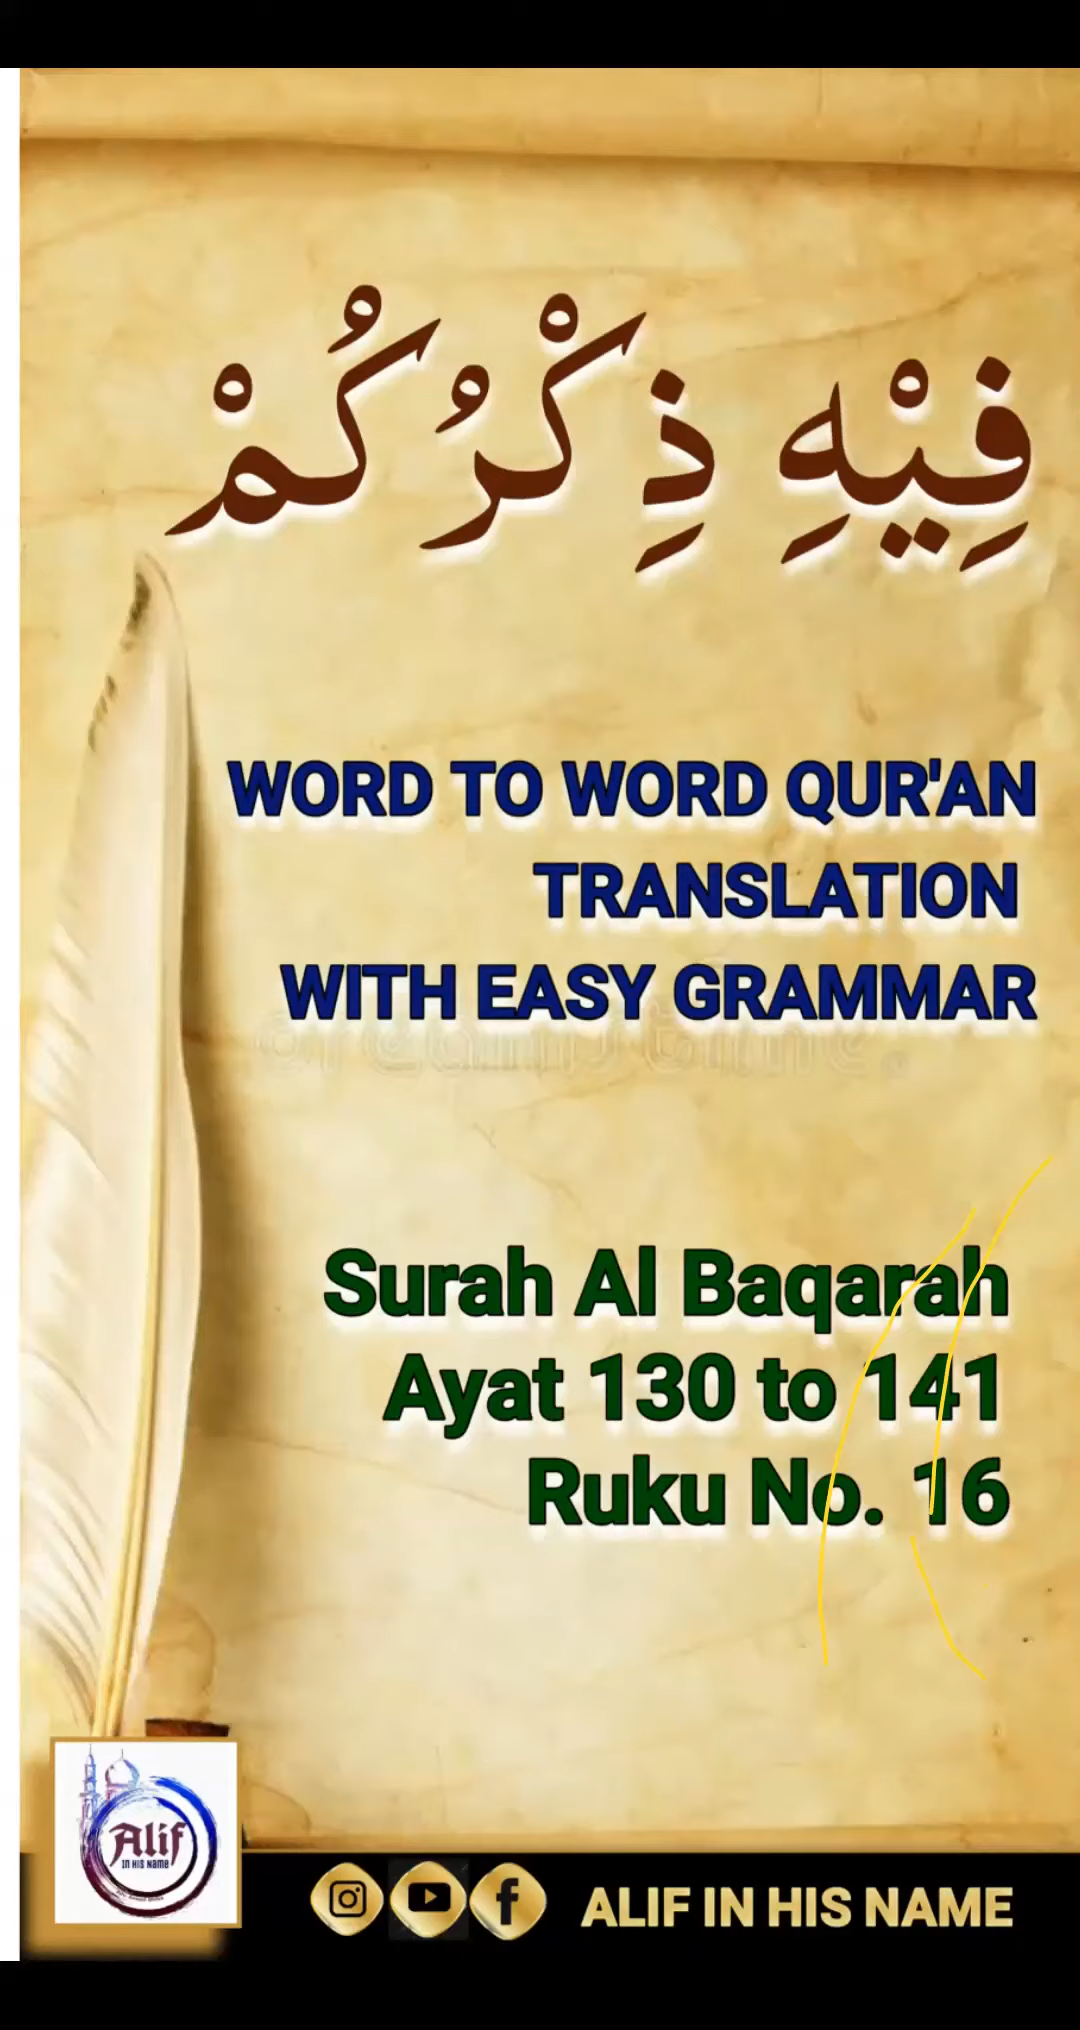 فِيْهِ ذِكْرُكُمْ
WORD TO WORD QUR'AN
TRANSLATION
WITH EASY GRAMMAR
dreamstime
Surah Al Baqarah
Ayat 130 to 141
Ruku No. 16
Alif
IN HIS NAME
ALIF IN HIS NAME